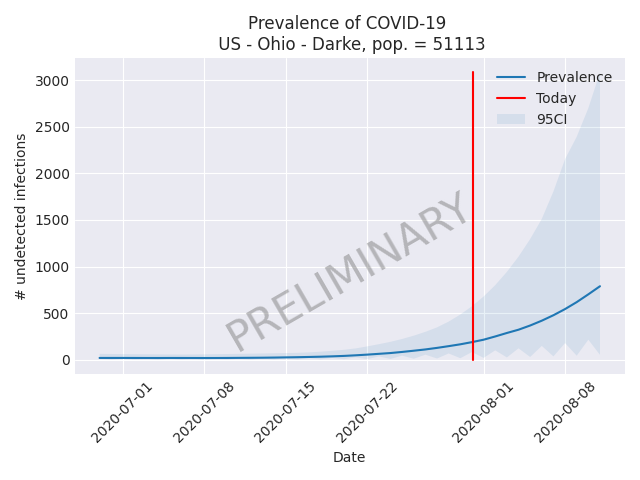 Prevalence of COVID-19
US - Ohio - Darke, pop. = 51113
3000
2500
2000
1500
1000
500
0
# undetected infections
Prevalence
Today
95CI
PRELIMINARY
2020-07-01
2020-07-08
2020-07-15
2020-07-22
2020-08-01
2020-08-08
Date